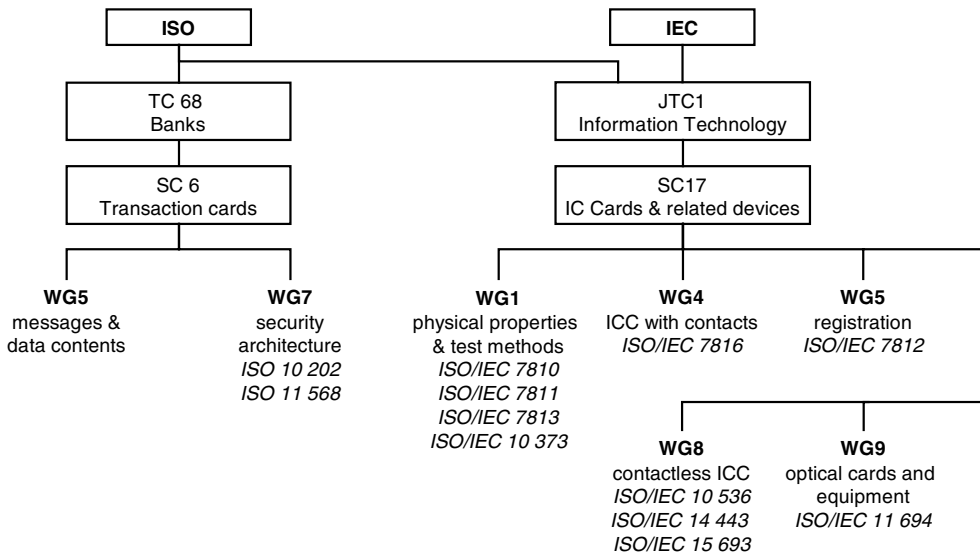 ISO
IEC
TC 68
Banks
JTC1
Information Technology
SC 6
Transaction cards
SC17
IC Cards & related devices
WG5
messages &
data contents
WG7
security
architecture
ISO 10 202
ISO 11 568
WG1
physical properties
& test methods
ISO/IEC 7810
ISO/IEC 7811
ISO/IEC 7813
ISO/IEC 10 373
WG4
ICC with contacts
ISO/IEC 7816
WG5
registration
ISO/IEC 7812
WG8
contactless ICC
ISO/IEC 10 536
ISO/IEC 14 443
ISO/IEC 15 693
WG9
optical cards and
equipment
ISO/IEC 11 694